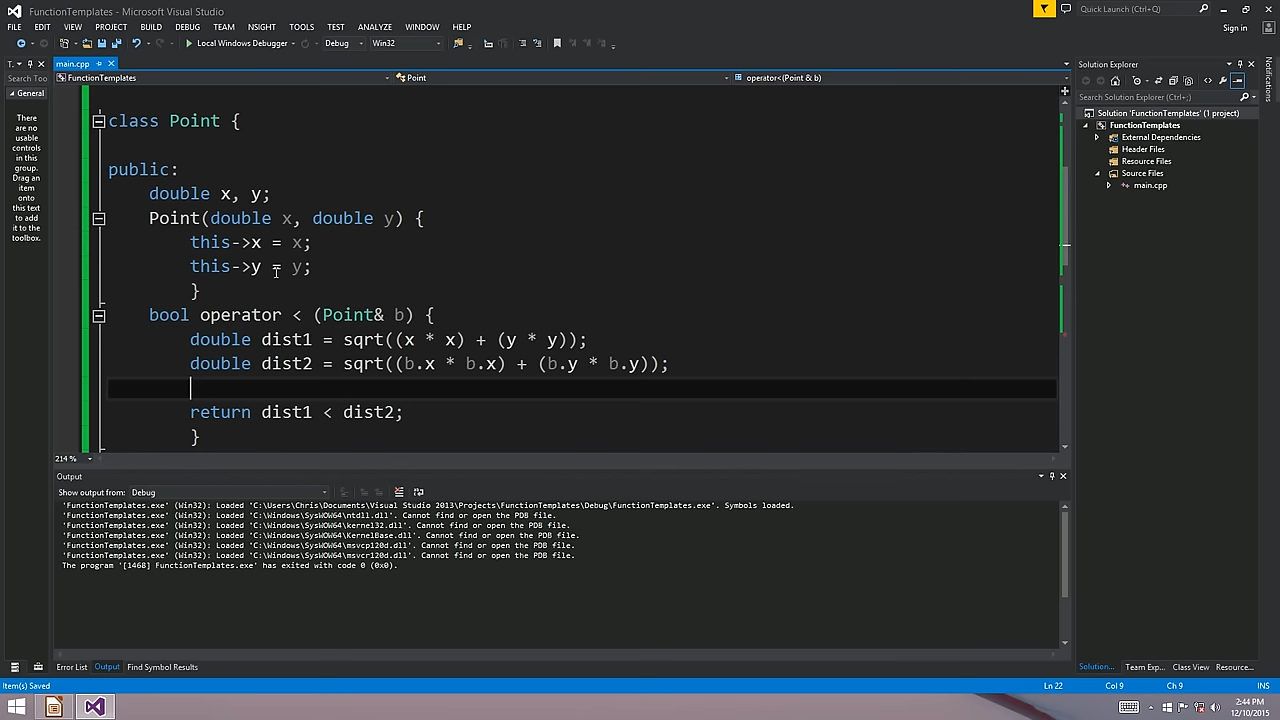 FunctionTemplates - Microsoft Visual Studio
Quick Launch (Ctrl+Q)
FILE EDIT VIEW PROJECT BUILD DEBUG TEAM NSIGHT TOOLS TEST ANALYZE WINDOW HELP
Sign in
Local Windows Debugger Debug Win32
T.. main.cpp
Solution Explorer
Notifications
Search Too
FunctionTemplates Point operator<(Point & b)
General
There are no usable controls in this group. Drag an item onto this text to add it to the toolbox.
class Point {
public:
double x, y;
Point(double x, double y) {
this->x = x;
this->y = y;
}
bool operator < (Point& b) {
double dist1 = sqrt((x * x) + (y * y));
double dist2 = sqrt((b.x * b.x) + (b.y * b.y));
return dist1 < dist2;
}
Search Solution Explorer (Ctrl+;)
Solution 'FunctionTemplates' (1 project)
FunctionTemplates
External Dependencies
Header Files
Resource Files
Source Files
main.cpp
214 %
Output
Show output from: Debug
'FunctionTemplates.exe' (Win32): Loaded 'C:\Users\Chris\Documents\Visual Studio 2013\Projects\FunctionTemplates\Debug\FunctionTemplates.exe'. Symbols loaded.
'FunctionTemplates.exe' (Win32): Loaded 'C:\Windows\SysWOW64\ntdll.dll'. Cannot find or open the PDB file.
'FunctionTemplates.exe' (Win32): Loaded 'C:\Windows\SysWOW64\kernel32.dll'. Cannot find or open the PDB file.
'FunctionTemplates.exe' (Win32): Loaded 'C:\Windows\SysWOW64\KernelBase.dll'. Cannot find or open the PDB file.
'FunctionTemplates.exe' (Win32): Loaded 'C:\Windows\SysWOW64\msvcp120d.dll'. Cannot find or open the PDB file.
'FunctionTemplates.exe' (Win32): Loaded 'C:\Windows\SysWOW64\msvcr120d.dll'. Cannot find or open the PDB file.
The program '[1468] FunctionTemplates.exe' has exited with code 0 (0x0).
Error List Output Find Symbol Results
Solution... Team Exp... Class View Resource...
Item(s) Saved
Ln 22 Col 9 Ch 9 INS
2:44 PM
12/10/2015